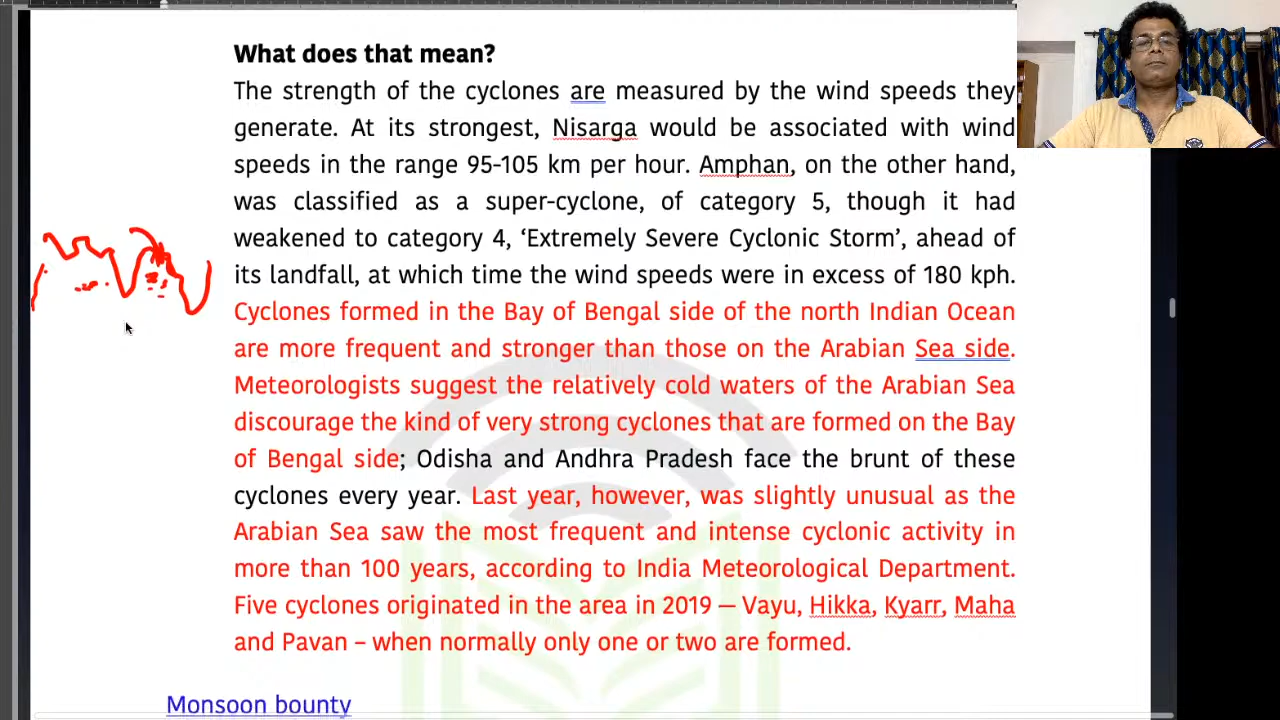 What does that mean?
The strength of the cyclones are measured by the wind speeds they
generate. At its strongest, Nisarga would be associated with wind
speeds in the range 95-105 km per hour. Amphan, on the other hand,
was classified as a super-cyclone, of category 5, though it had
weakened to category 4, ‘Extremely Severe Cyclonic Storm’, ahead of
its landfall, at which time the wind speeds were in excess of 180 kph.
Cyclones formed in the Bay of Bengal side of the north Indian Ocean
are more frequent and stronger than those on the Arabian Sea side.
Meteorologists suggest the relatively cold waters of the Arabian Sea
discourage the kind of very strong cyclones that are formed on the Bay
of Bengal side; Odisha and Andhra Pradesh face the brunt of these
cyclones every year. Last year, however, was slightly unusual as the
Arabian Sea saw the most frequent and intense cyclonic activity in
more than 100 years, according to India Meteorological Department.
Five cyclones originated in the area in 2019 — Vayu, Hikka, Kyarr, Maha
and Pavan – when normally only one or two are formed.
Monsoon bounty